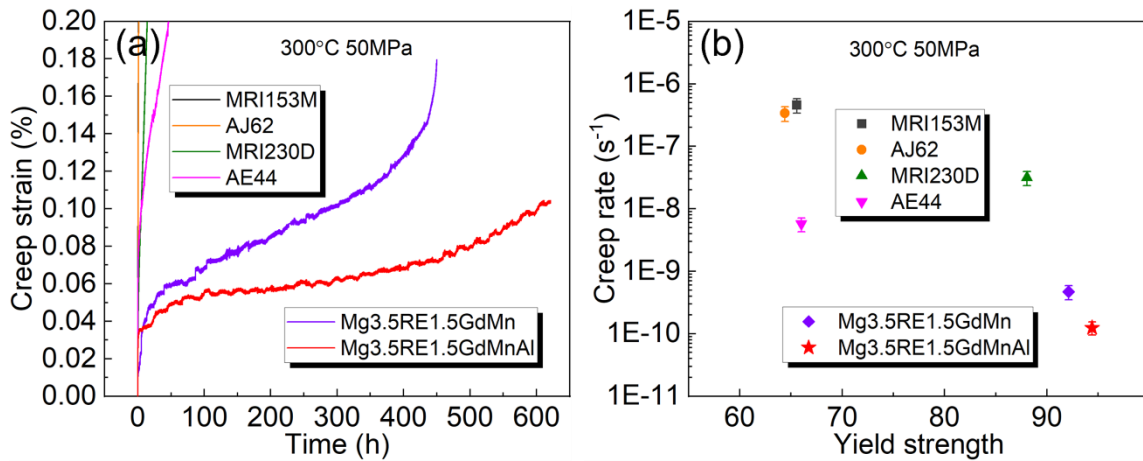 (a)
300°C 50MPa
MRI153M
AJ62
MRI230D
AE44
Mg3.5RE1.5GdMn
Mg3.5RE1.5GdMnAl
Creep strain (%)
0.20
0.18
0.16
0.14
0.12
0.10
0.08
0.06
0.04
0.02
0.00
0 100 200 300 400 500 600
Time (h)
(b)
300°C 50MPa
MRI153M
AJ62
MRI230D
AE44
Mg3.5RE1.5GdMn
Mg3.5RE1.5GdMnAl
Creep rate (s⁻¹)
1E-5
1E-6
1E-7
1E-8
1E-9
1E-10
1E-11
60 70 80 90
Yield strength